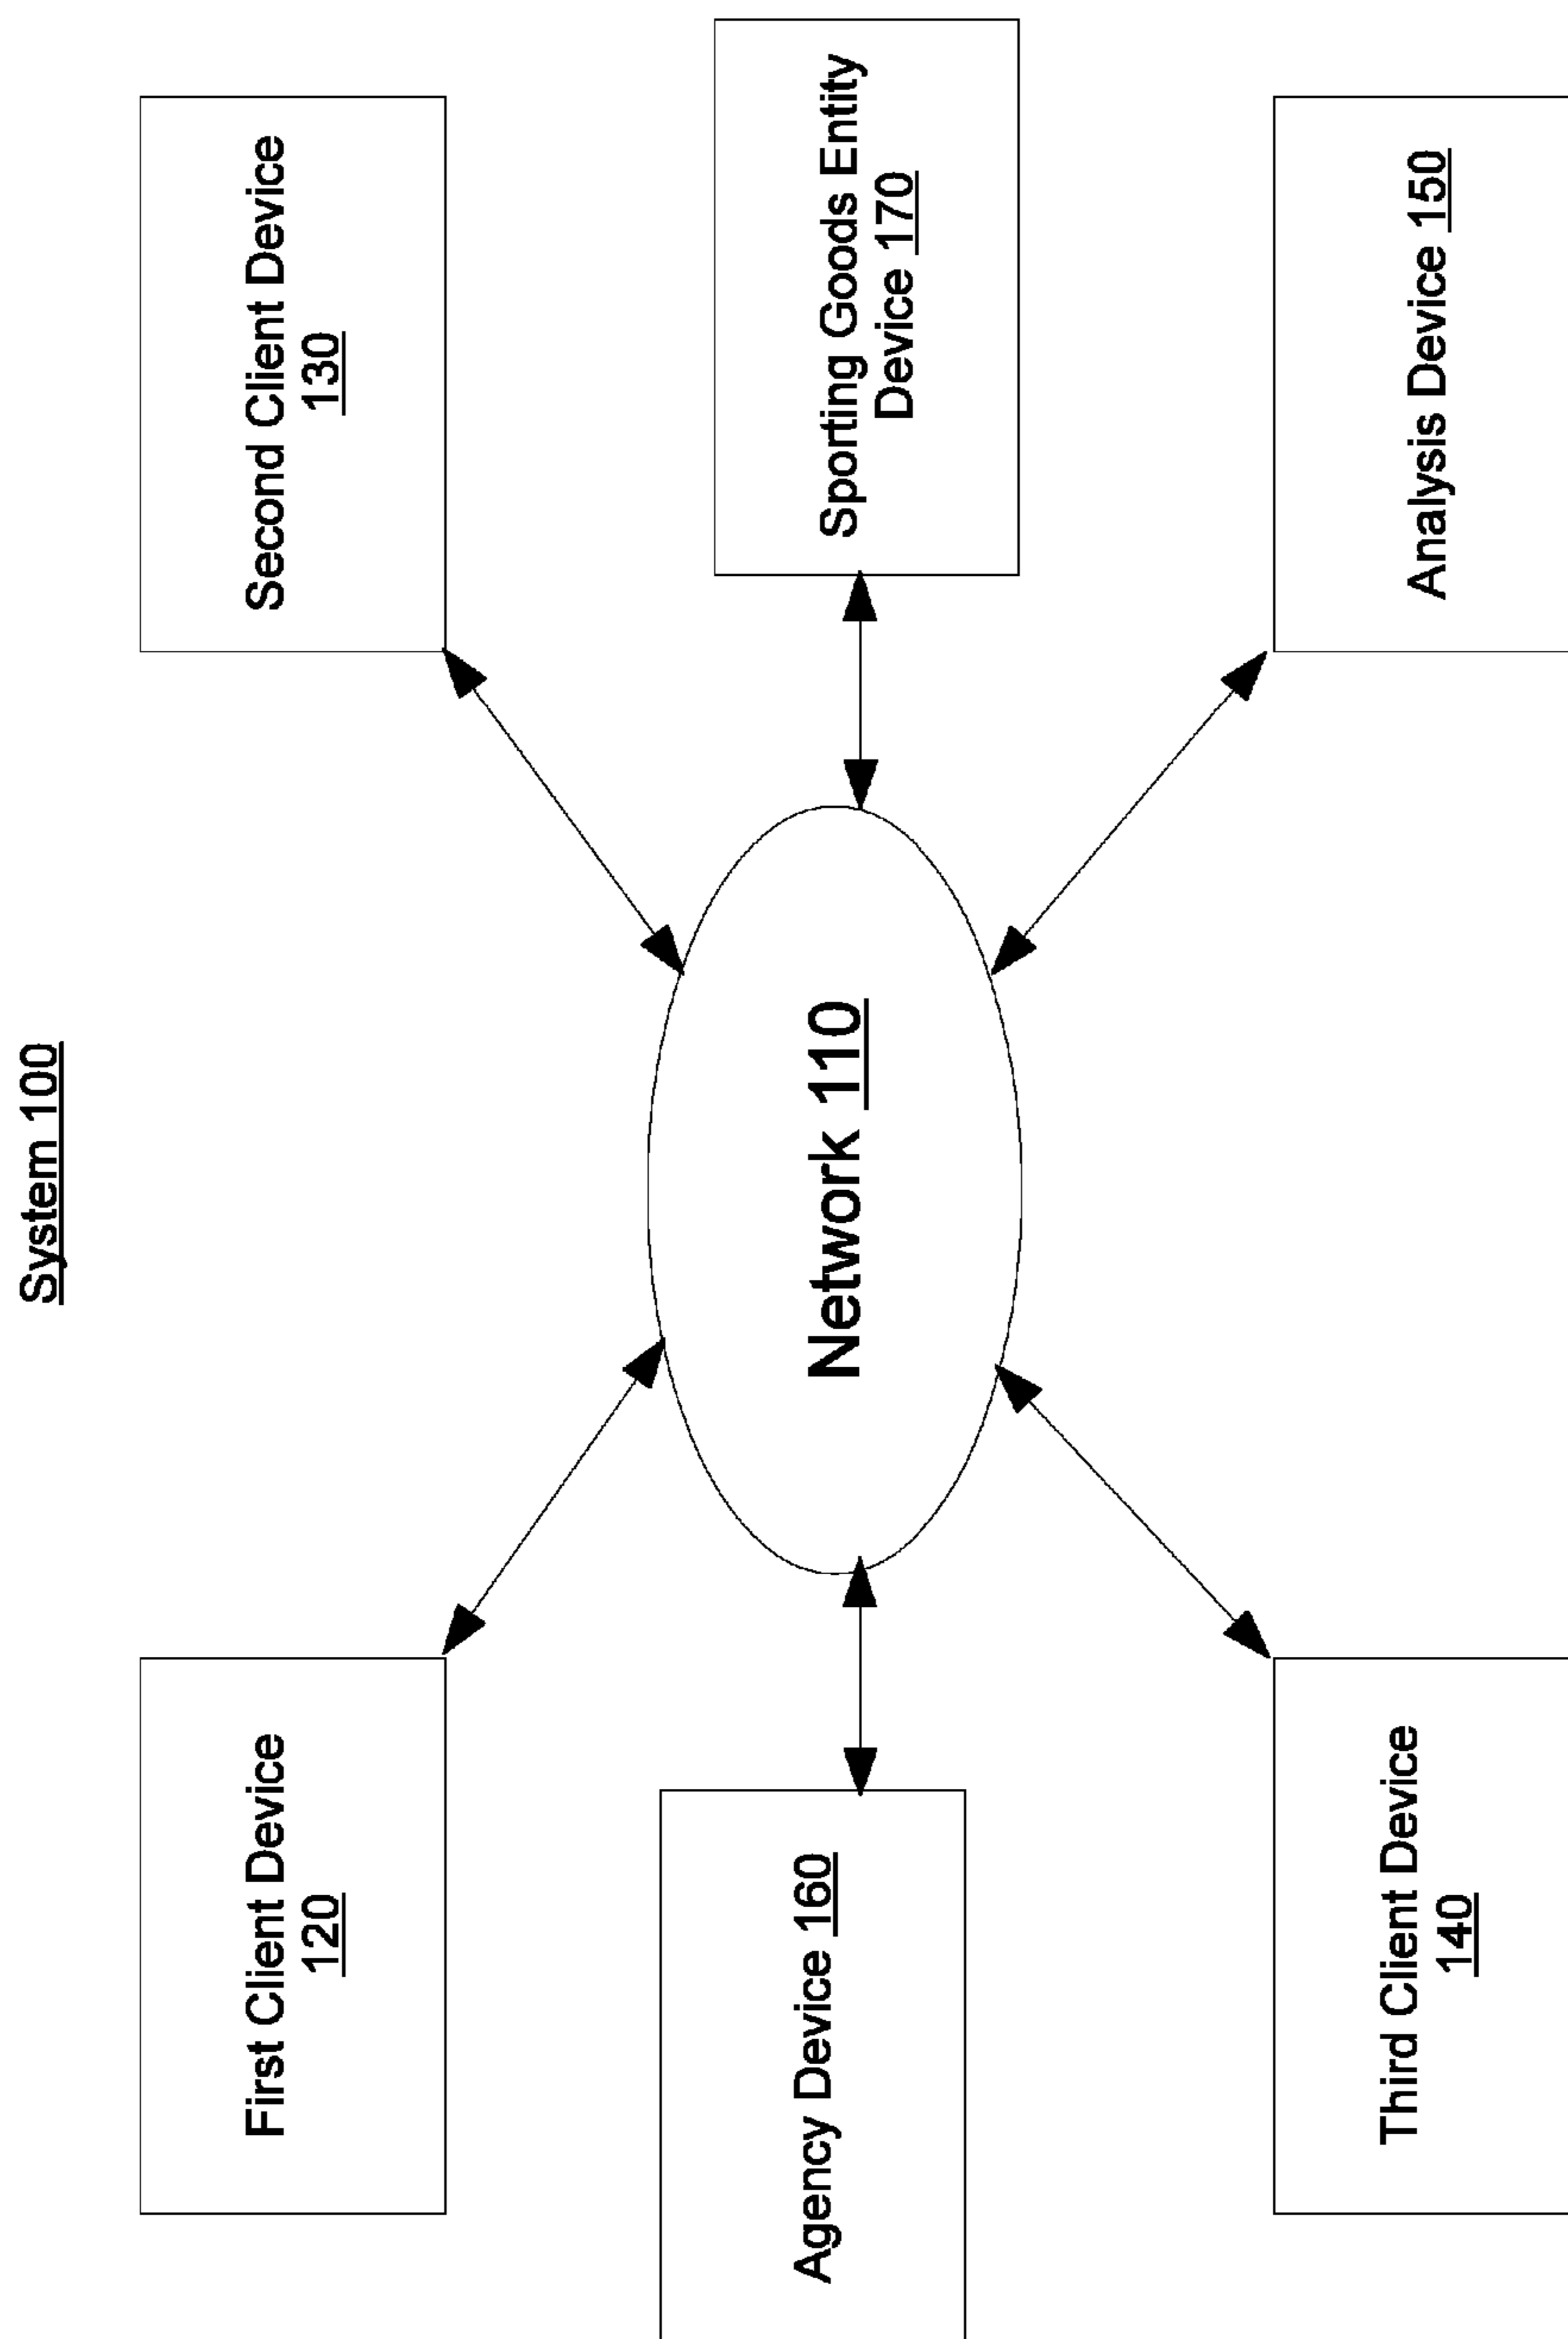 System 100
First Client Device
120
Second Client Device
130
Agency Device 160
Network 110
Sporting Goods Entity
Device 170
Third Client Device
140
Analysis Device 150